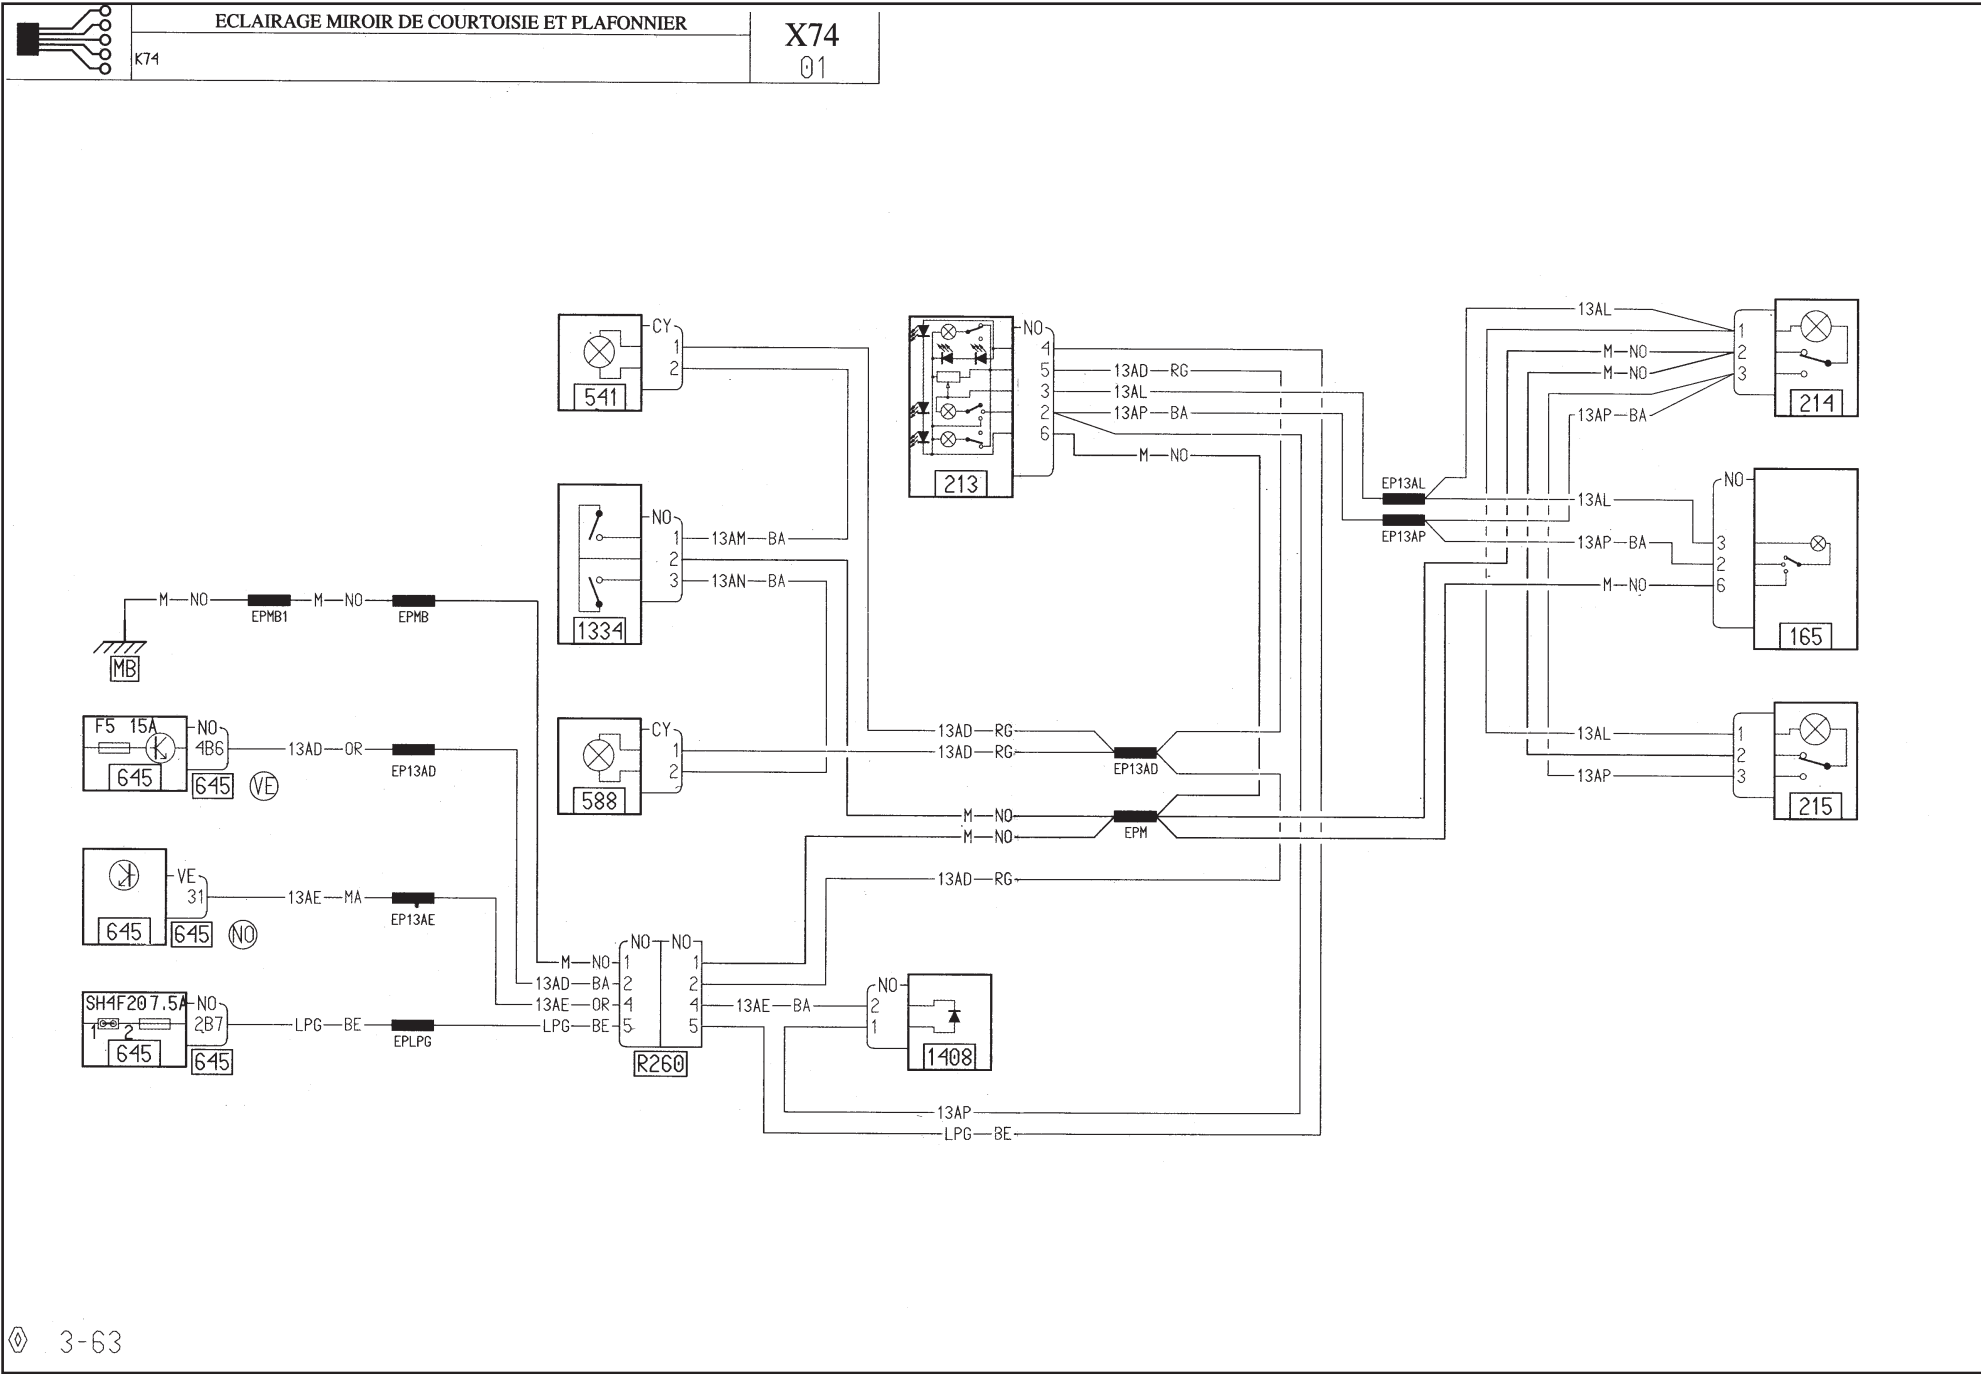 ECLAIRAGE MIROIR DE COURTOISIE ET PLAFONNIER
K74
X74
01
CY
1
2
541
NO
1
2
3
1334
13AM BA
13AN BA
CY
1
2
588
NO
4
5
3
2
6
213
13AD RG
13AL
13AP BA
M NO
13AL
M NO
M NO
13AP BA
1
2
3
214
EP13AL
EP13AP
13AL
13AP BA
M NO
NO
3
2
6
165
13AL
13AP
1
2
3
215
M NO
EPMB1
M NO
EPMB
MB
F5 15A
NO
4B6
645
645
VE
13AD OR
EP13AD
VE
31
645
645
NO
13AE MA
EP13AE
SH4F20 7.5A
NO
2B7
1
2
645
645
LPG BE
EPLPG
13AD RG
13AD RG
EP13AD
M NO
M NO
EPM
13AD RG
NO NO
M NO 1
13AD BA 2
13AE OR 4
LPG BE 5
1
2
4
5
R260
13AE BA
NO
2
1
1408
13AP
LPG BE
3-63